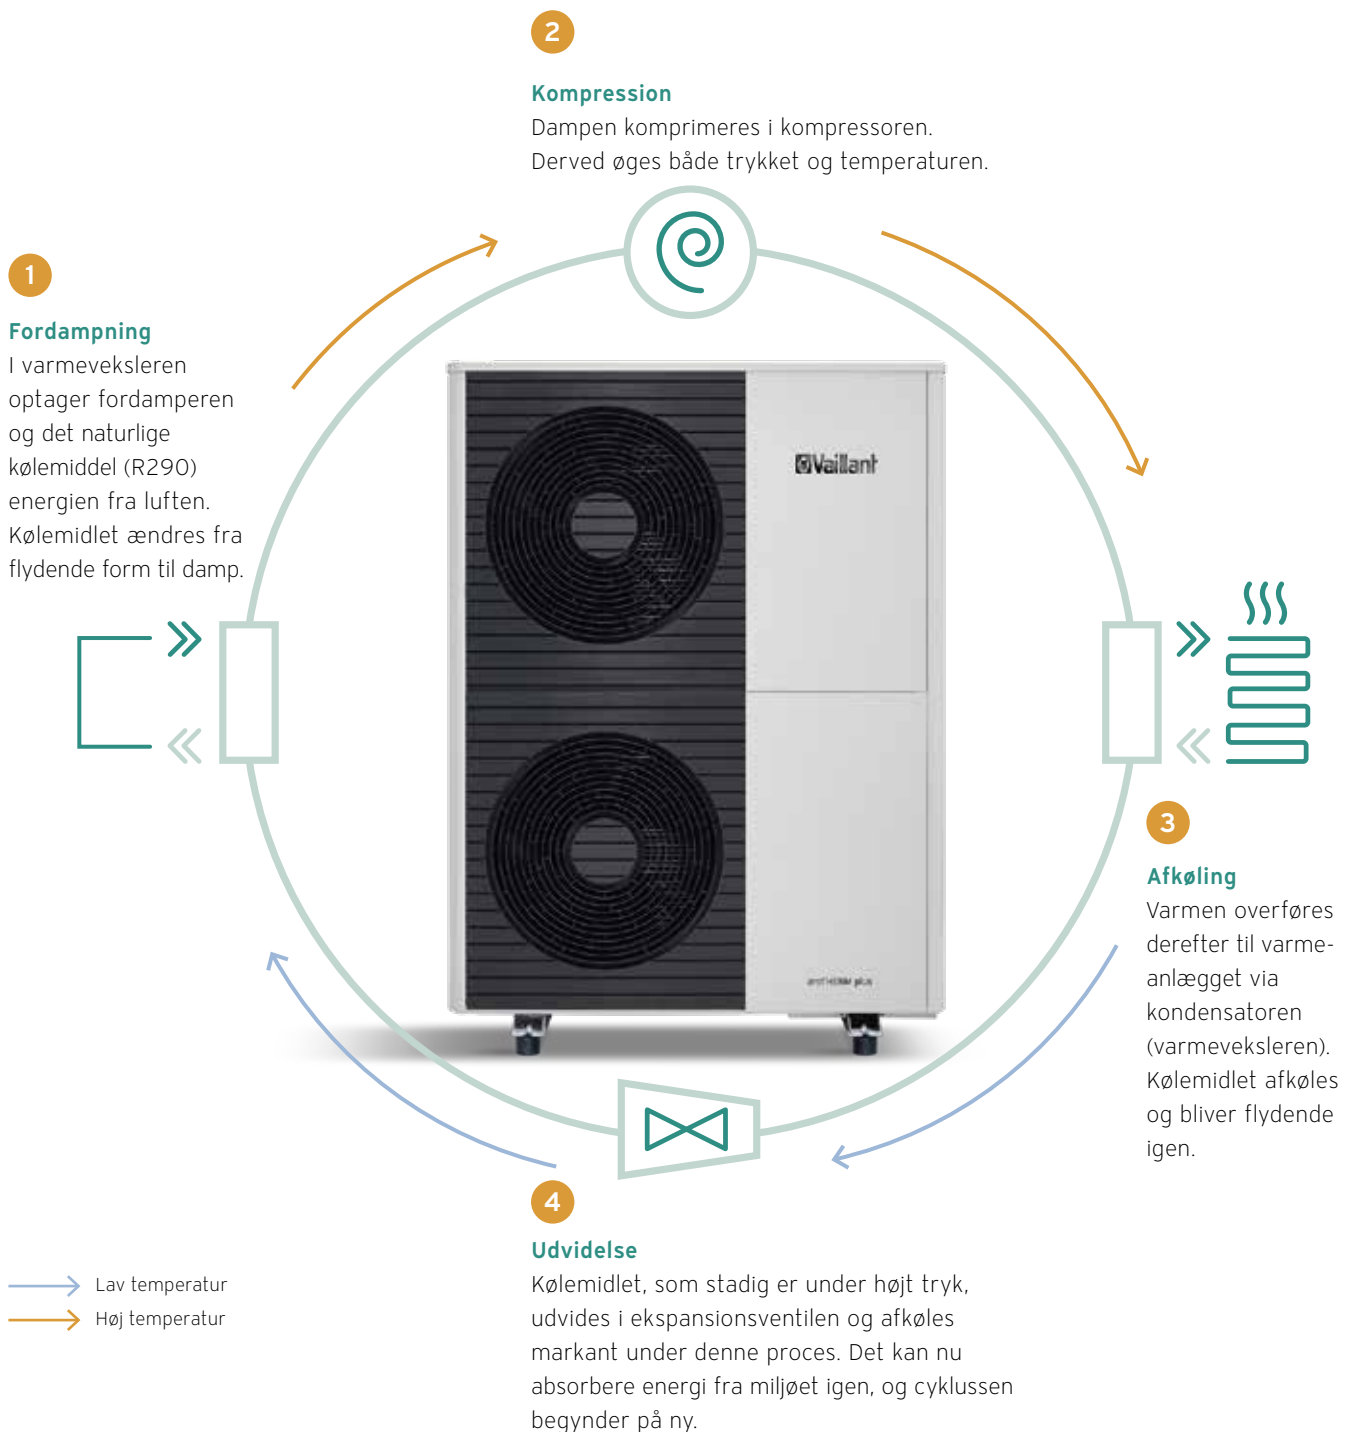 2
Kompression
Dampen komprimeres i kompressoren.
Derved øges både trykket og temperaturen.
1
Fordampning
I varmeveksleren
optager fordamperen
og det naturlige
kølemiddel (R290)
energien fra luften.
Kølemidlet ændres fra
flydende form til damp.
Vaillant
plus
3
Afkøling
Varmen overføres
derefter til varme-
anlægget via
kondensatoren
(varmeveksleren).
Kølemidlet afkøles
og bliver flydende
igen.
4
Udvidelse
Kølemidlet, som stadig er under højt tryk,
udvides i ekspansionsventilen og afkøles
markant under denne proces. Det kan nu
absorbere energi fra miljøet igen, og cyklussen
begynder på ny.
Lav temperatur
Høj temperatur